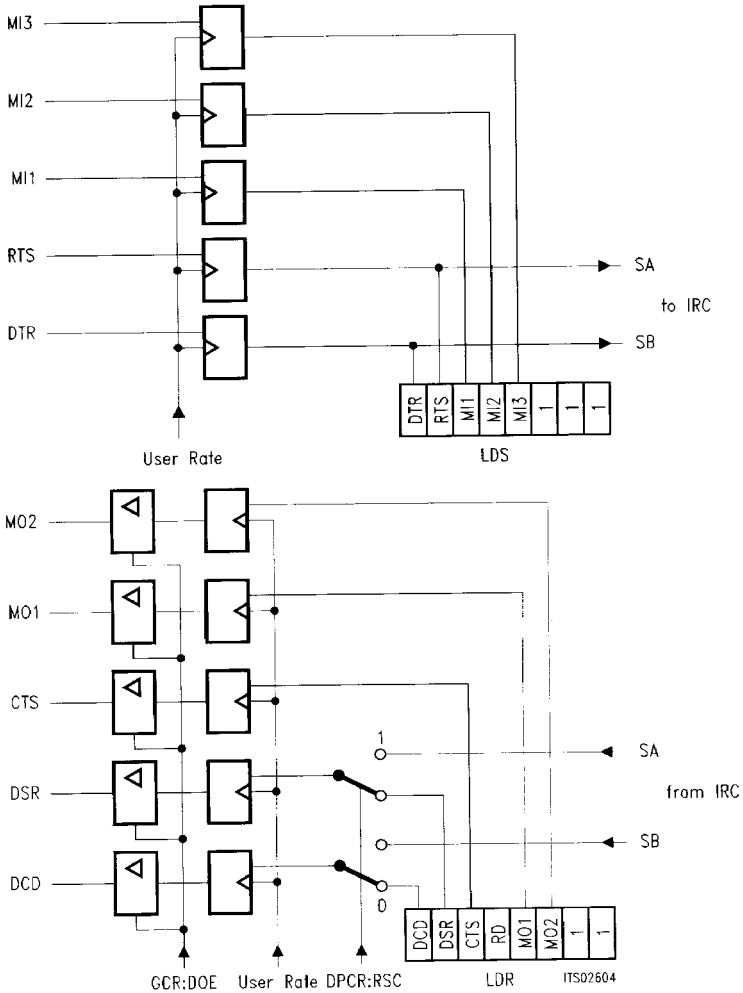 MI3
MI2
MI1
RTS
SA
to IRC
DTR
SB
DTR RTS MI1 MI2 MI3 1 1 1
User Rate
LDS
MO2
MO1
CTS
1
SA
DSR
from IRC
SB
DCD
0
DCD DSR CTS RD MO1 MO2 1 1
GCR:DOE User Rate DPCR:RSC LDR ITS02604